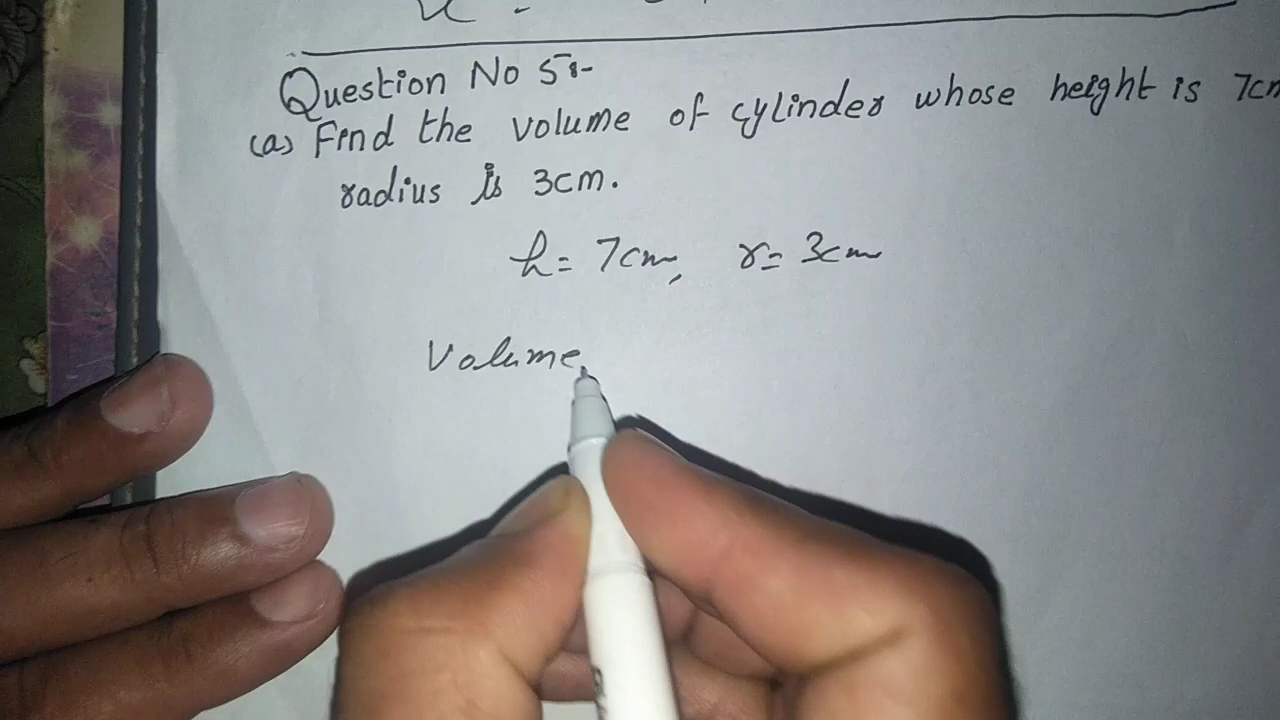 Question No 5:-
(a) Find the volume of cylinder whose height is 7cm
radius is 3cm.
h = 7cm, r = 3cm
Volume